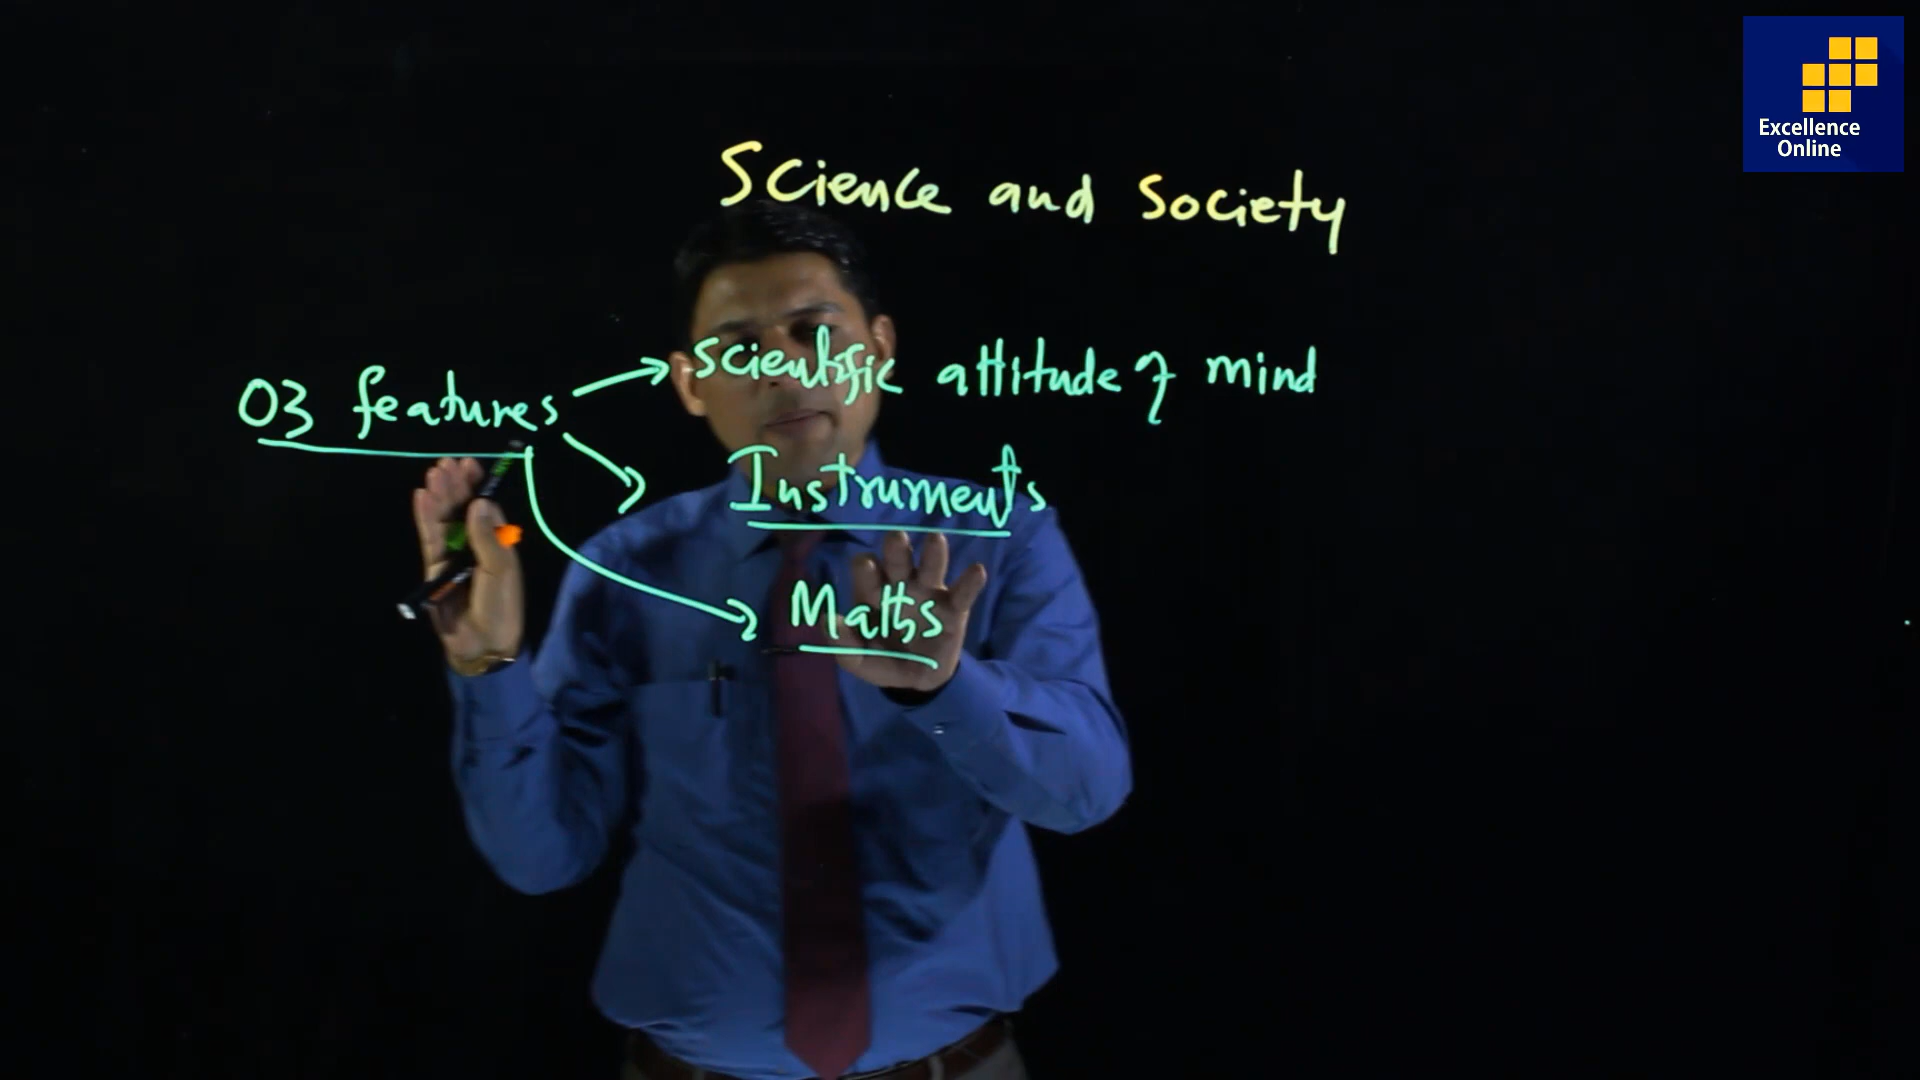 Excellence
Online
Science and Society
03 features
Scientific attitude of mind
Instruments
Maths